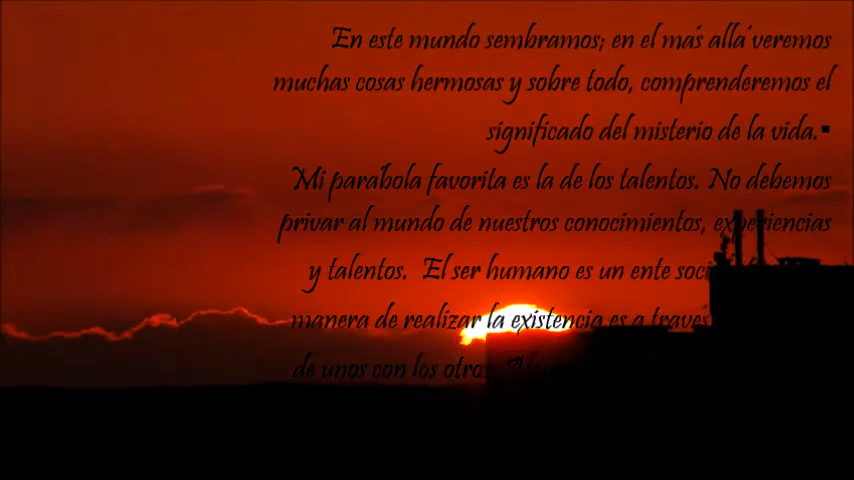 En este mundo sembramos; en el más allá veremos
muchas cosas hermosas y sobre todo, comprenderemos el
significado del misterio de la vida.▪
Mi parábola favorita es la de los talentos. No debemos
privar al mundo de nuestros conocimientos, experiencias
y talentos. El ser humano es un ente
manera de realizar la existencia es a través
de unos con los otros.